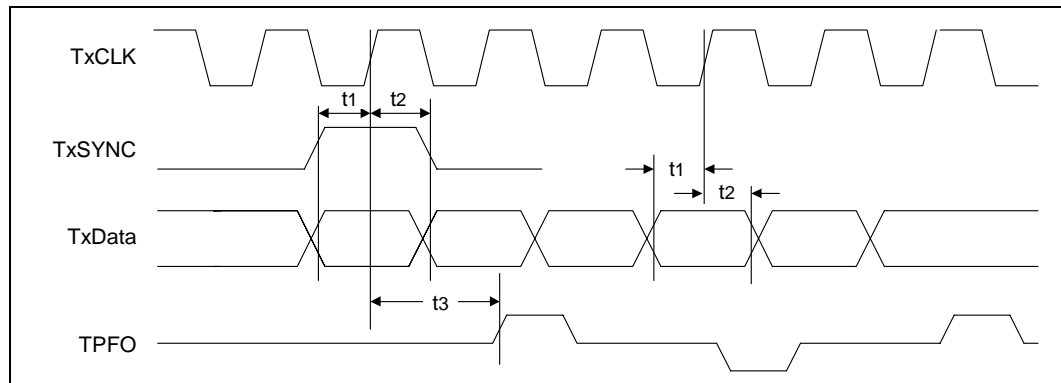 TxCLK
t1 t2
TxSYNC
t1
t2
TxData
t3
TPFO